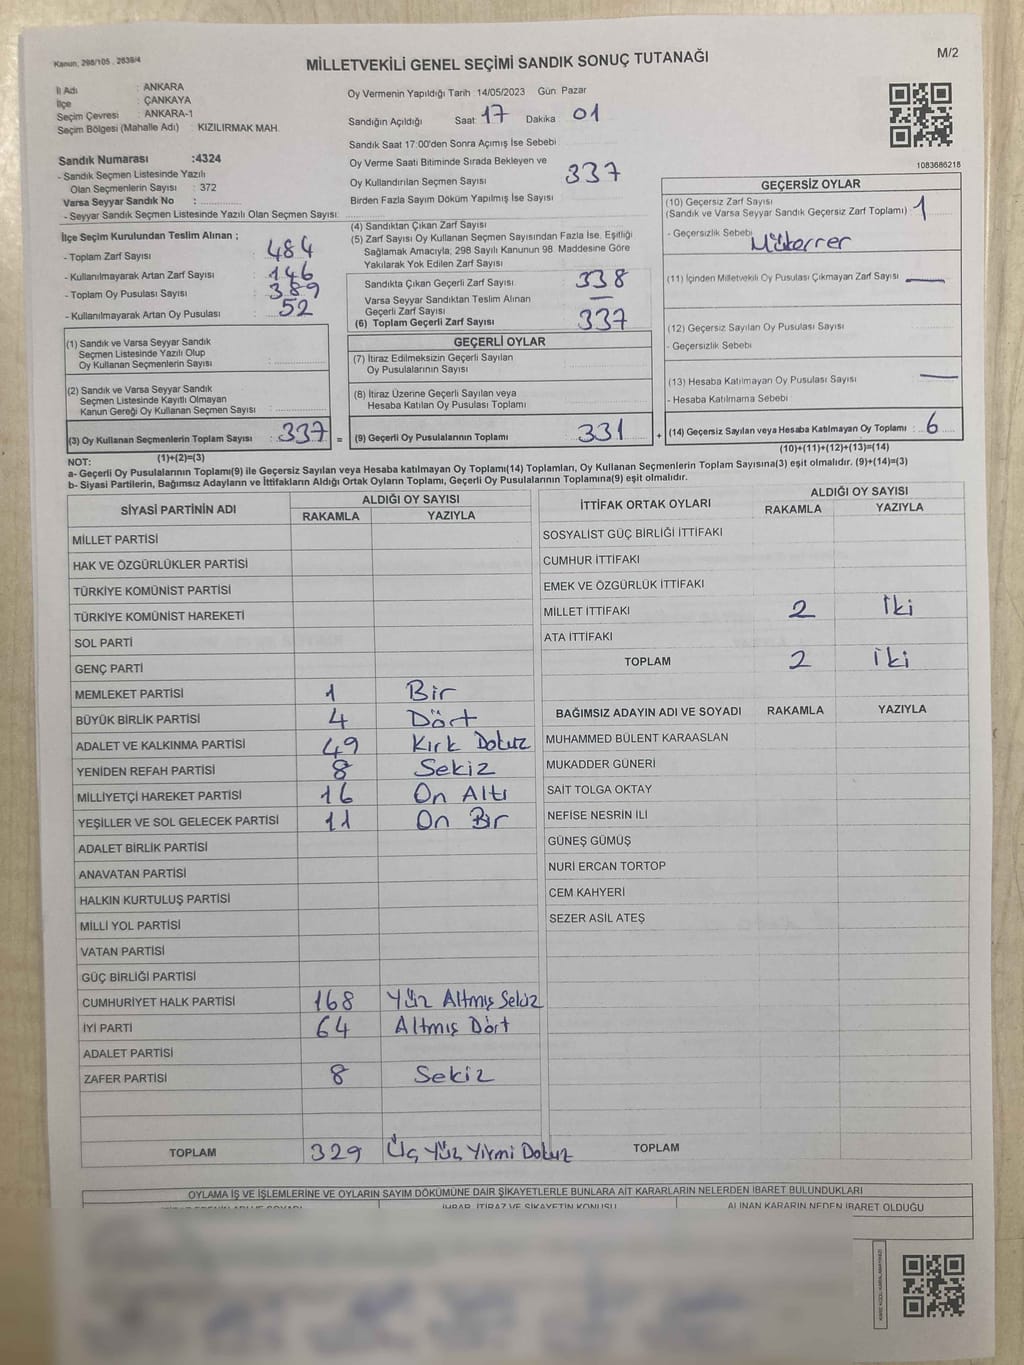 Kanun, 298/105 , 2839/4
MİLLETVEKİLİ GENEL SEÇİMİ SANDIK SONUÇ TUTANAĞI
M/2
İl Adı : ANKARA
İlçe : ÇANKAYA
Seçim Çevresi : ANKARA-1
Seçim Bölgesi (Mahalle Adı) : KIZILIRMAK MAH.
Sandık Numarası :4324
- Sandık Seçmen Listesinde Yazılı
Olan Seçmenlerin Sayısı : 372
Varsa Seyyar Sandık No :
- Seyyar Sandık Seçmen Listesinde Yazılı Olan Seçmen Sayısı:
Oy Vermenin Yapıldığı Tarih :14/05/2023 Gün: Pazar
Sandığın Açıldığı Saat: 17 Dakika 01
Sandık Saat 17:00'den Sonra Açımış İse Sebebi
Oy Verme Saati Bitiminde Sırada Bekleyen ve
Oy Kullandırılan Seçmen Sayısı 337
Birden Fazla Sayım Döküm Yapılmış İse Sayısı
1083686218
İlçe Seçim Kurulundan Teslim Alınan ;
- Toplam Zarf Sayısı : 484
- Kullanılmayarak Artan Zarf Sayısı : 146
- Toplam Oy Pusulası Sayısı : 389
- Kullanılmayarak Artan Oy Pusulası : 52
(4) Sandıktan Çıkan Zarf Sayısı
(5) Zarf Sayısı Oy Kullanan Seçmen Sayısından Fazla İse, Eşitliği
Sağlamak Amacıyla, 298 Sayılı Kanunun 98. Maddesine Göre
Yakılarak Yok Edilen Zarf Sayısı
Sandıkta Çıkan Geçerli Zarf Sayısı : 338
Varsa Seyyar Sandıktan Teslim Alınan
Geçerli Zarf Sayısı : —
(6) Toplam Geçerli Zarf Sayısı : 337
GEÇERSİZ OYLAR
(10) Geçersiz Zarf Sayısı
(Sandık ve Varsa Seyyar Sandık Geçersiz Zarf Toplamı) : 1
- Geçersizlik Sebebi Mükerrer
(11) İçinden Milletvekili Oy Pusulası Çıkmayan Zarf Sayısı —
(12) Geçersiz Sayılan Oy Pusulası Sayısı
- Geçersizlik Sebebi
(13) Hesaba Katılmayan Oy Pusulası Sayısı —
- Hesaba Katılmama Sebebi
(14) Geçersiz Sayılan veya Hesaba Katılmayan Oy Toplamı : 6
(10)+(11)+(12)+(13)=(14)
(1) Sandık ve Varsa Seyyar Sandık
Seçmen Listesinde Yazılı Olup
Oy Kullanan Seçmenlerin Sayısı :
(2) Sandık ve Varsa Seyyar Sandık
Seçmen Listesinde Kayıtlı Olmayan
Kanun Gereği Oy Kullanan Seçmen Sayısı :
(3) Oy Kullanan Seçmenlerin Toplam Sayısı : 337 =
(1)+(2)=(3)
GEÇERLİ OYLAR
(7) İtiraz Edilmeksizin Geçerli Sayılan
Oy Pusulalarının Sayısı :
(8) İtiraz Üzerine Geçerli Sayılan veya
Hesaba Katılan Oy Pusulası Toplamı :
(9) Geçerli Oy Pusulalarının Toplamı : 331 +
NOT:
a- Geçerli Oy Pusulalarının Toplamı(9) ile Geçersiz Sayılan veya Hesaba katılmayan Oy Toplamı(14) Toplamları, Oy Kullanan Seçmenlerin Toplam Sayısına(3) eşit olmalıdır. (9)+(14)=(3)
b- Siyasi Partilerin, Bağımsız Adayların ve İttifakların Aldığı Ortak Oyların Toplamı, Geçerli Oy Pusulalarının Toplamına(9) eşit olmalıdır.
SİYASİ PARTİNİN ADI
ALDIĞI OY SAYISI
RAKAMLA YAZIYLA
MİLLET PARTİSİ
HAK VE ÖZGÜRLÜKLER PARTİSİ
TÜRKİYE KOMÜNİST PARTİSİ
TÜRKİYE KOMÜNİST HAREKETİ
SOL PARTİ
GENÇ PARTİ
MEMLEKET PARTİSİ 1 Bir
BÜYÜK BİRLİK PARTİSİ 4 Dört
ADALET VE KALKINMA PARTİSİ 49 Kırk Dokuz
YENİDEN REFAH PARTİSİ 8 Sekiz
MİLLİYETÇİ HAREKET PARTİSİ 16 On Altı
YEŞİLLER VE SOL GELECEK PARTİSİ 11 On Bir
ADALET BİRLİK PARTİSİ
ANAVATAN PARTİSİ
HALKIN KURTULUŞ PARTİSİ
MİLLİ YOL PARTİSİ
VATAN PARTİSİ
GÜÇ BİRLİĞİ PARTİSİ
CUMHURİYET HALK PARTİSİ 168 Yüz Altmış Sekiz
İYİ PARTİ 64 Altmış Dört
ADALET PARTİSİ
ZAFER PARTİSİ 8 Sekiz
TOPLAM 329 Üç Yüz Yirmi Dokuz
İTTİFAK ORTAK OYLARI
ALDIĞI OY SAYISI
RAKAMLA YAZIYLA
SOSYALİST GÜÇ BİRLİĞİ İTTİFAKI
CUMHUR İTTİFAKI
EMEK VE ÖZGÜRLÜK İTTİFAKI
MİLLET İTTİFAKI 2 İki
ATA İTTİFAKI
TOPLAM 2 İki
BAĞIMSIZ ADAYIN ADI VE SOYADI RAKAMLA YAZIYLA
MUHAMMED BÜLENT KARAASLAN
MUKADDER GÜNERİ
SAİT TOLGA OKTAY
NEFİSE NESRİN İLİ
GÜNEŞ GÜMÜŞ
NURİ ERCAN TORTOP
CEM KAHYERİ
SEZER ASİL ATEŞ
TOPLAM
OYLAMA İŞ VE İŞLEMLERİNE VE OYLARIN SAYIM DÖKÜMÜNE DAİR ŞİKAYETLERLE BUNLARA AİT KARARLARIN NELERDEN İBARET BULUNDUKLARI
İHBAR, İTİRAZ VE ŞİKAYETİN KONUSU
ALINAN KARARIN NEDEN İBARET OLDUĞU